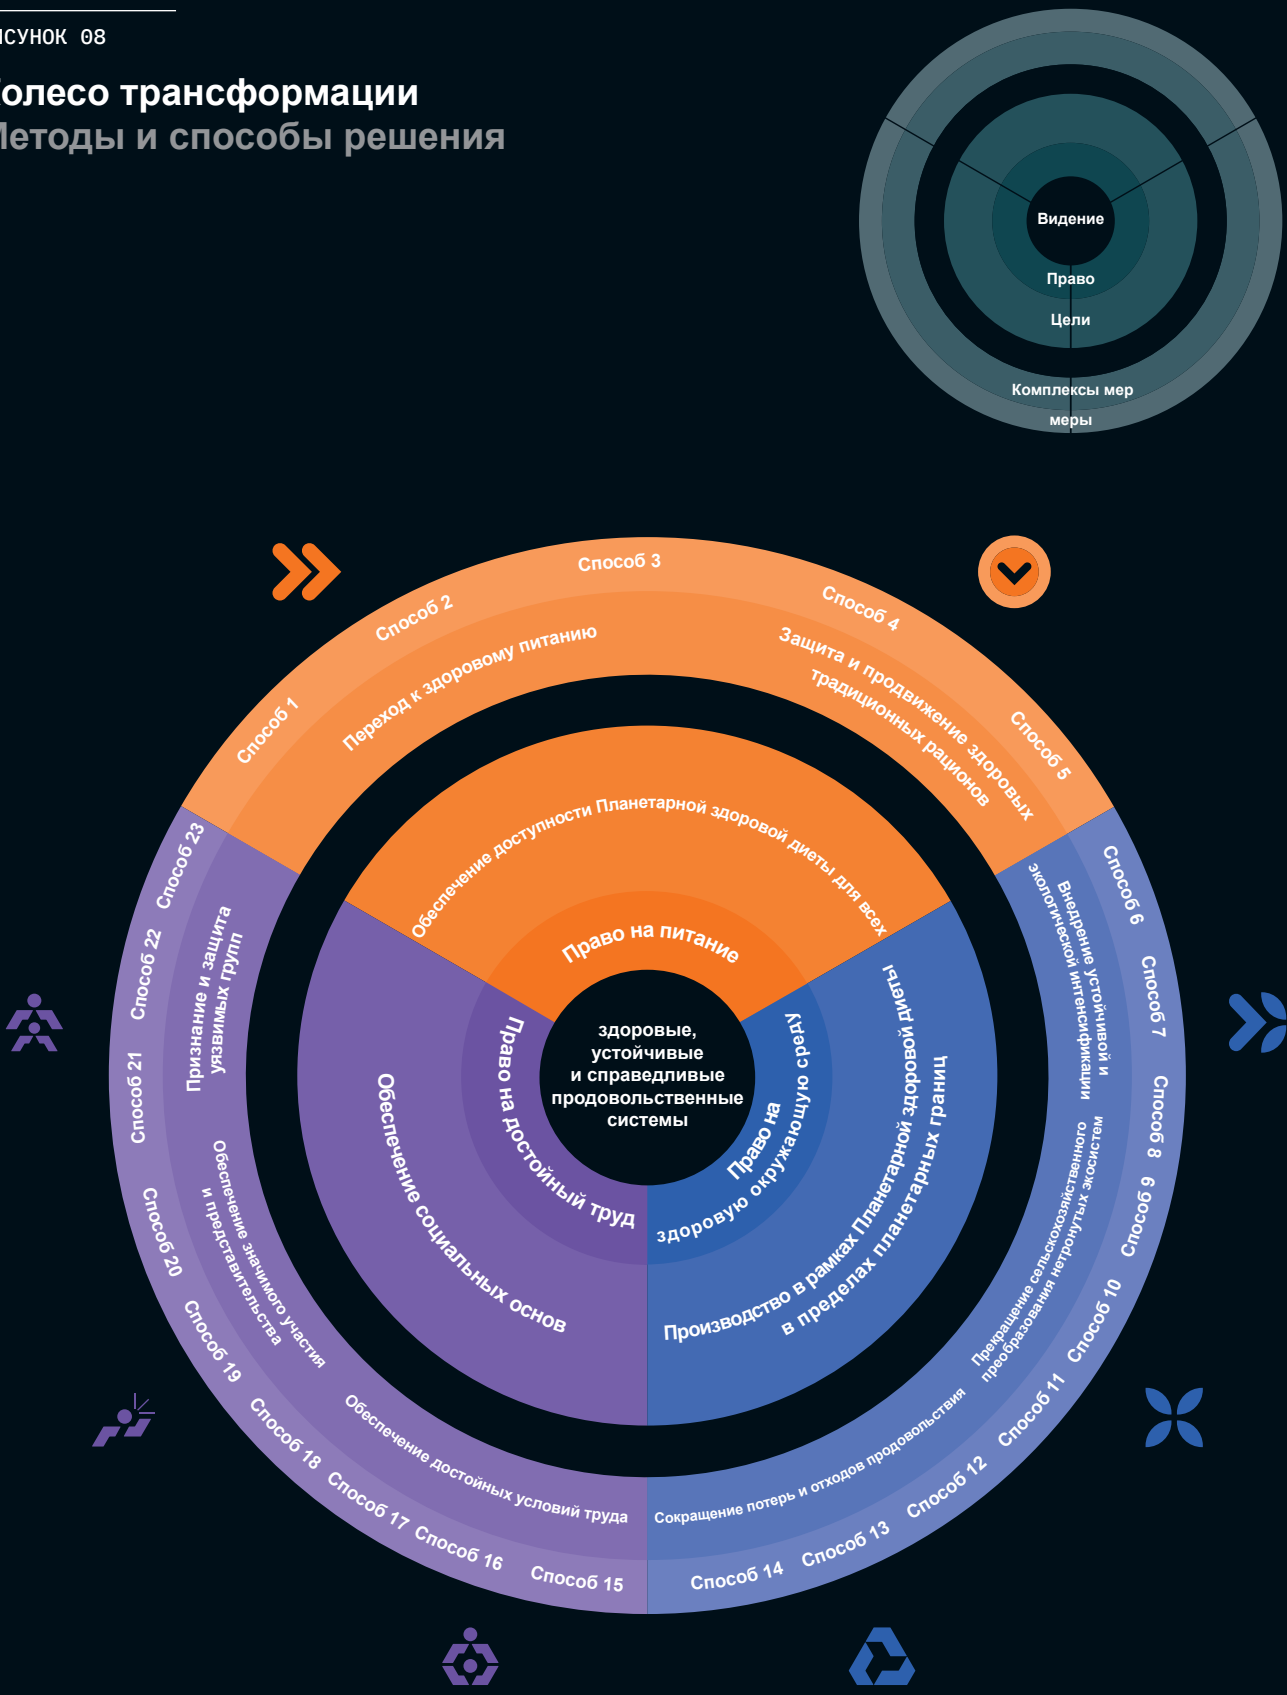 ИСУНОК 08
олесо трансформации
Методы и способы решения
Видение
Право
Цели
Комплексы мер
меры
Способ 1
Способ 2
Способ 3
Способ 4
Способ 5
Переход к здоровому питанию
Защита и продвижение здоровых
традиционных рационов
Обеспечение доступности Планетарной здоровой диеты для всех
Право на питание
здоровые,
устойчивые
и справедливые
продовольственные
системы
Способ 6
Способ 7
Способ 8
Способ 9
Способ 10
Способ 11
Способ 12
Способ 13
Способ 14
Внедрение устойчивой и
экологической интенсификации
Прекращение сельскохозяйственного
преобразования нетронутых экосистем
Сокращение потерь и отходов продовольствия
Производство в рамках Планетарной здоровой диеты
в пределах планетарных границ
Право на
здоровую окружающую среду
Способ 15
Способ 16
Способ 17
Способ 18
Способ 19
Способ 20
Способ 21
Способ 22
Способ 23
Обеспечение достойных условий труда
Обеспечение значимого участия
и представительства
Признание и защита
уязвимых групп
Обеспечение социальных основ
Право на достойный труд